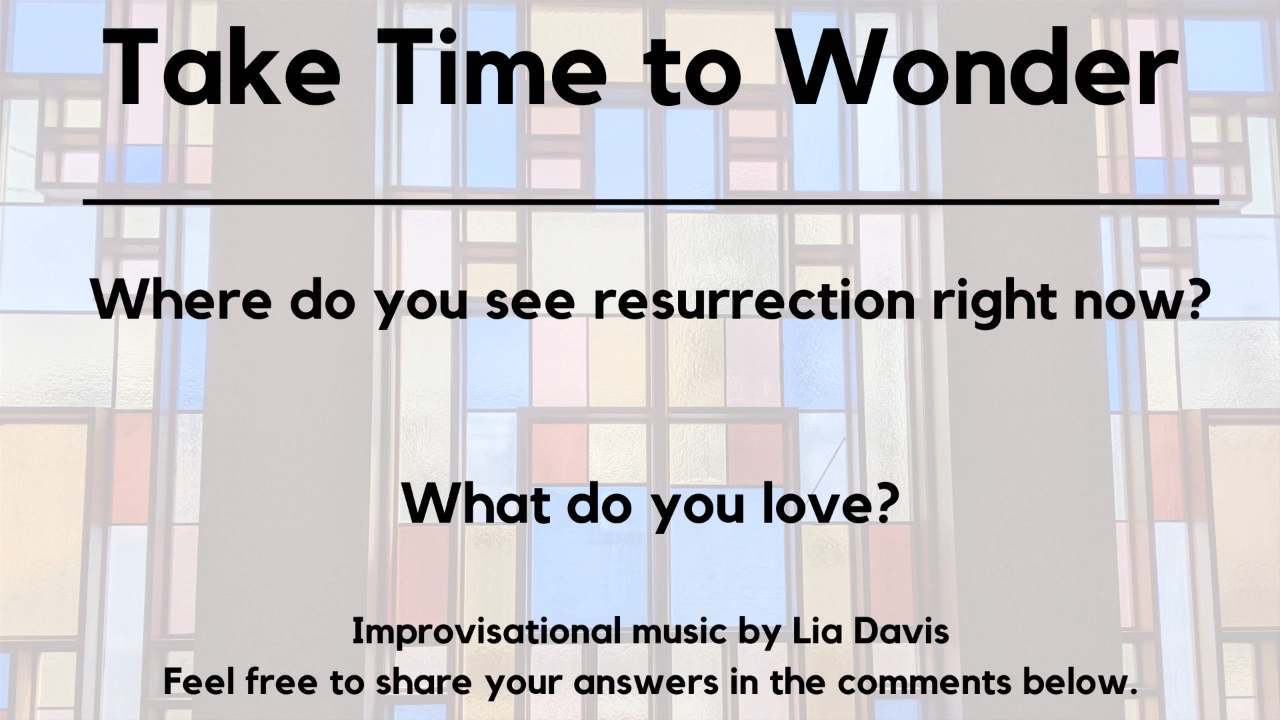 Take Time to Wonder
Where do you see resurrection right now?
What do you love?
Improvisational music by Lia Davis
Feel free to share your answers in the comments below.